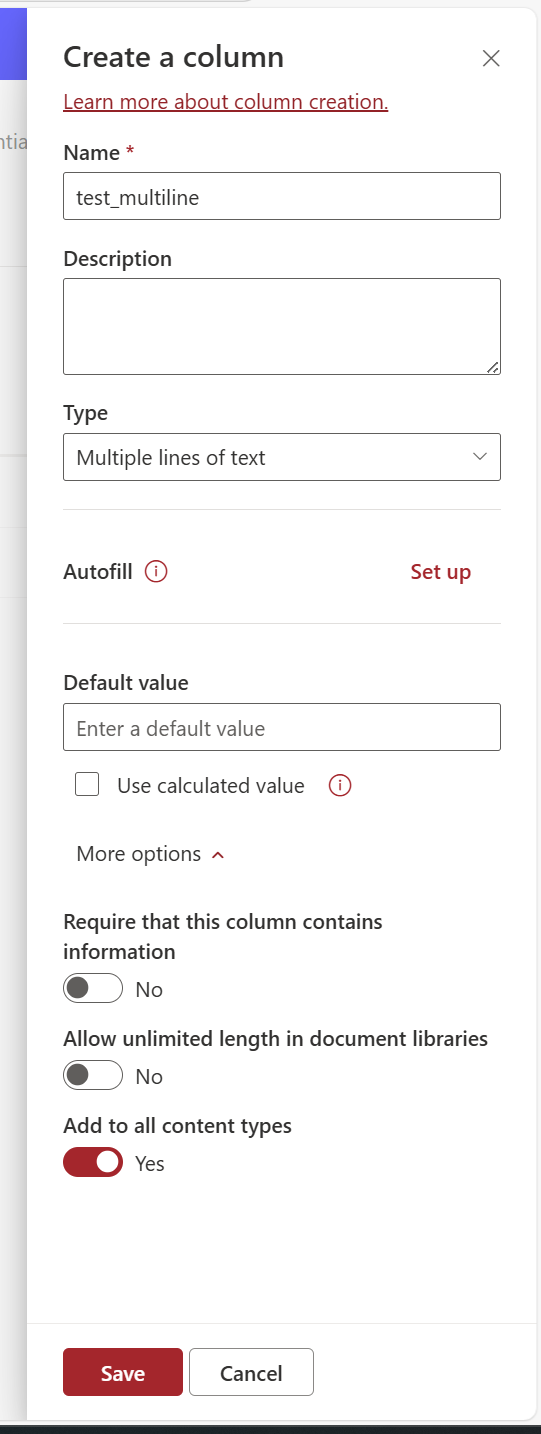 Create a column
Learn more about column creation.
ntia
Name *
test_multiline
Description
Type
Multiple lines of text
Autofill
Set up
Default value
Enter a default value
Use calculated value
More options
Require that this column contains
information
No
Allow unlimited length in document libraries
No
Add to all content types
Yes
Save
Cancel